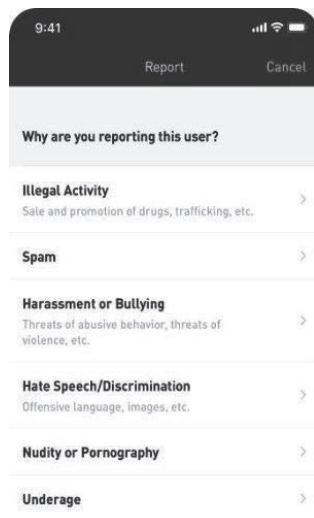 9:41
Report Cancel
Why are you reporting this user?
Illegal Activity
Sale and promotion of drugs, trafficking, etc.
Spam
Harassment or Bullying
Threats of abusive behavior, threats of
violence, etc.
Hate Speech/Discrimination
Offensive language, images, etc.
Nudity or Pornography
Underage